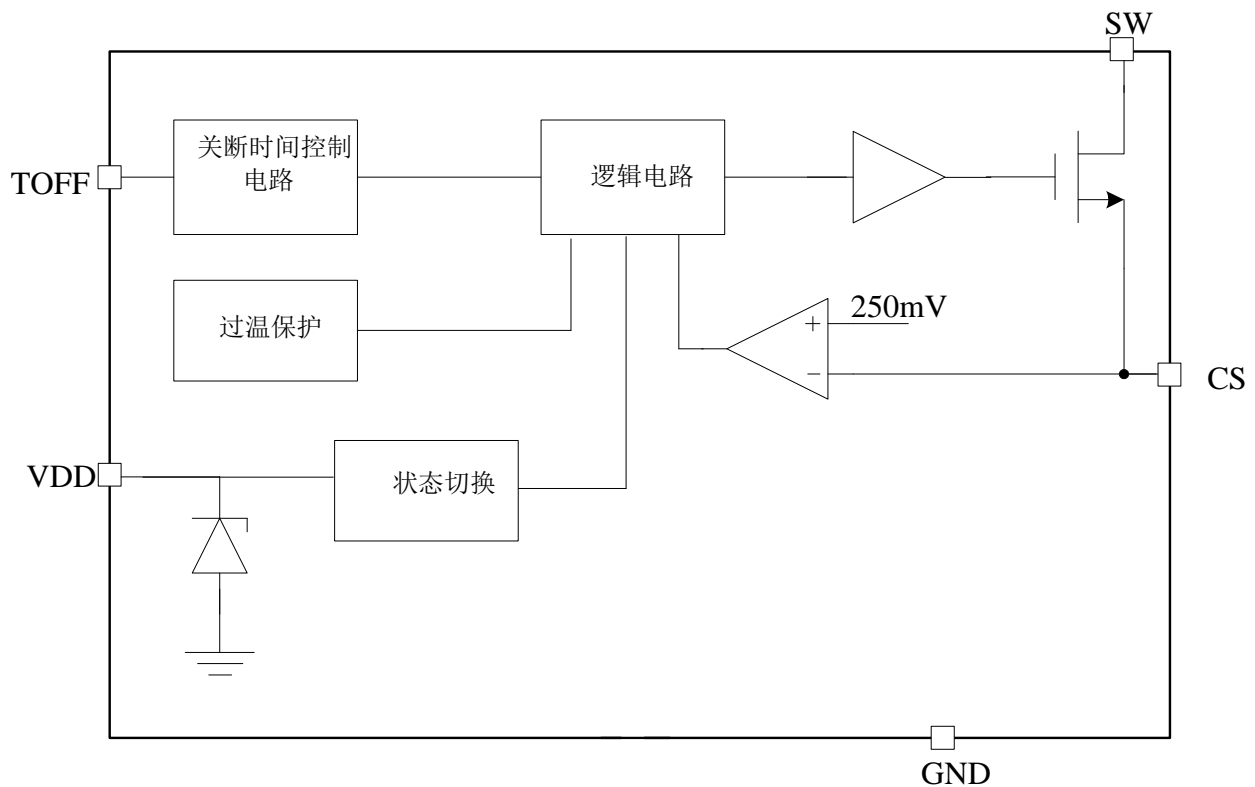 SW
关断时间控制
电路
逻辑电路
TOFF
过温保护
250mV
+
−
CS
VDD
状态切换
GND